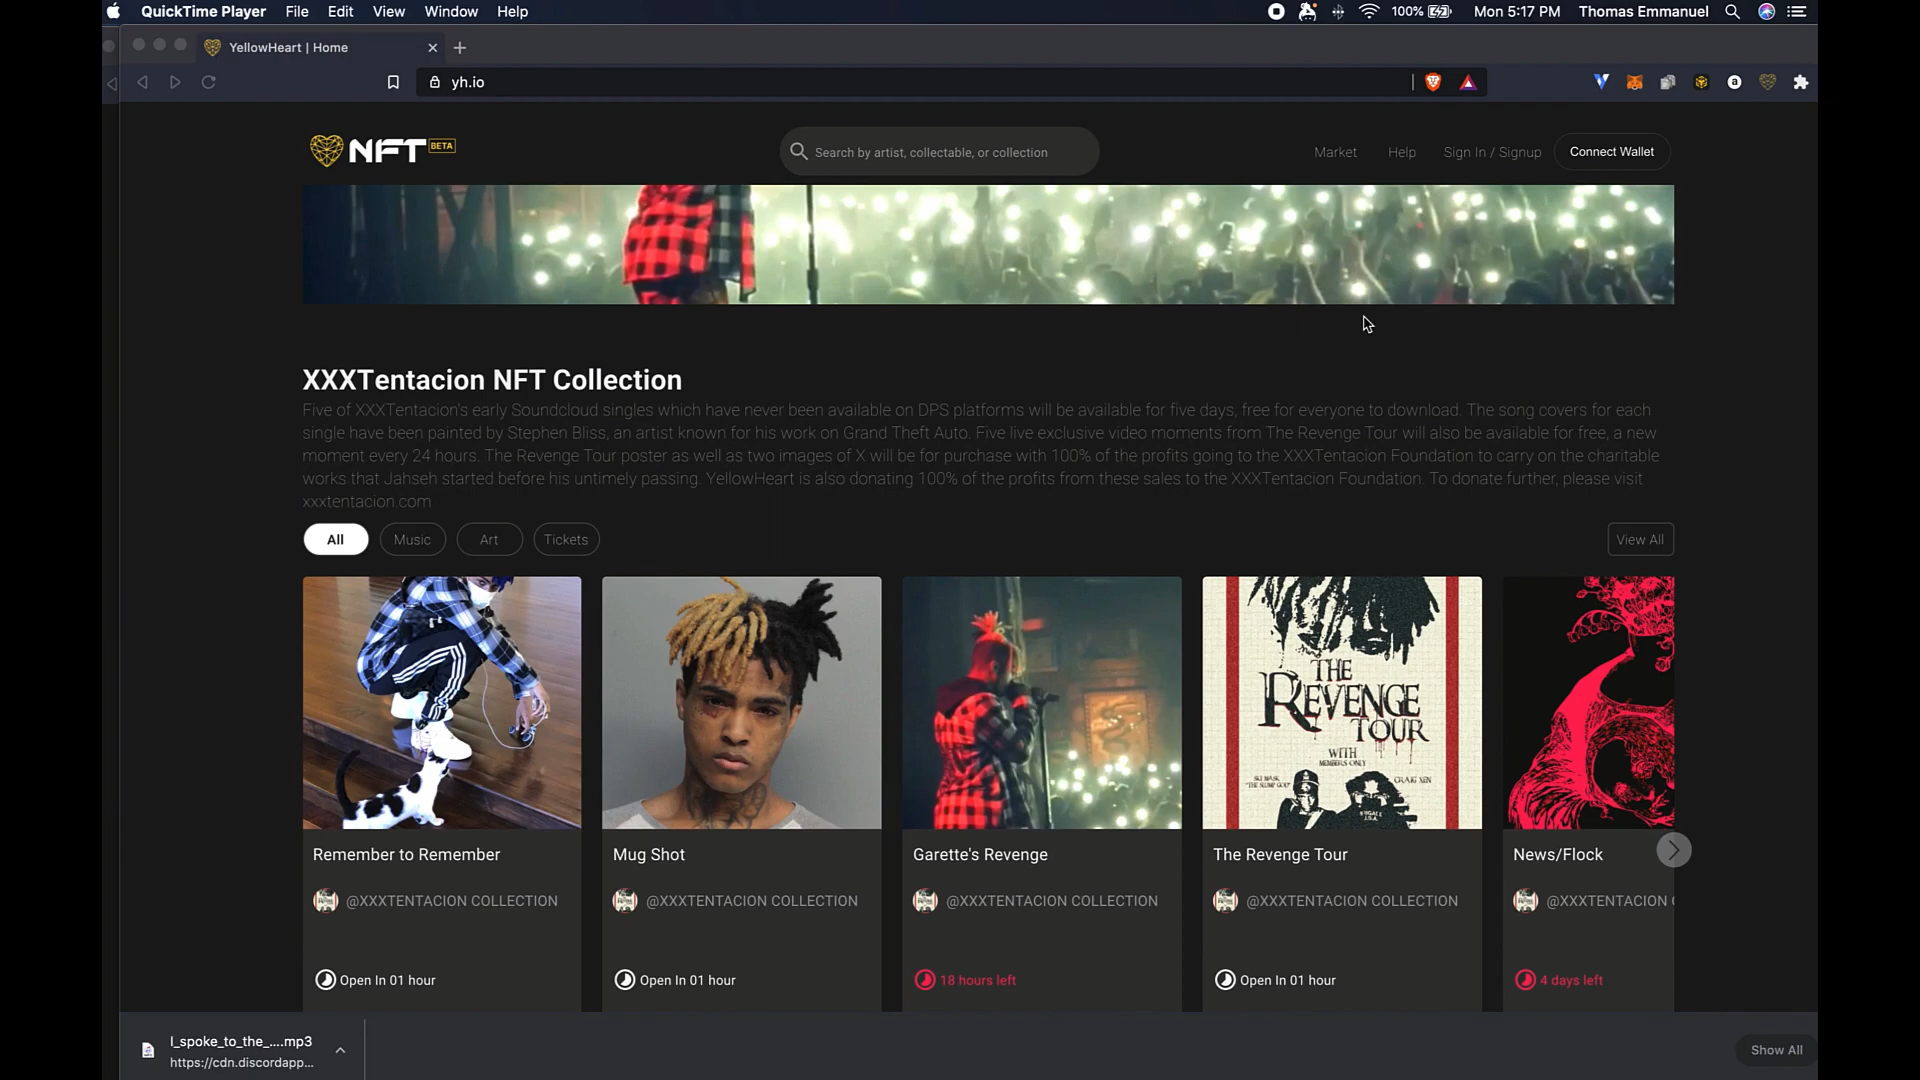 QuickTime Player File Edit View Window Help 100% Mon 5:17 PM Thomas Emmanuel
YellowHeart | Home
yh.io
NFT BETA
Search by artist, collectable, or collection
Market Help Sign In / Signup Connect Wallet
XXXTentacion NFT Collection
Five of XXXTentacion's early Soundcloud singles which have never been available on DPS platforms will be available for five days, free for everyone to download. The song covers for each
single have been painted by Stephen Bliss, an artist known for his work on Grand Theft Auto. Five live exclusive video moments from The Revenge Tour will also be available for free, a new
moment every 24 hours. The Revenge Tour poster as well as two images of X will be for purchase with 100% of the profits going to the XXXTentacion Foundation to carry on the charitable
works that Jahseh started before his untimely passing. YellowHeart is also donating 100% of the profits from these sales to the XXXTentacion Foundation. To donate further, please visit
xxxtentacion.com
All Music Art Tickets View All
THE
REVENGE
TOUR
WITH
MEMBERS ONLY
SKI MASK CRAIG XEN
"THE SLUMP GOD"
Remember to Remember Mug Shot Garette's Revenge The Revenge Tour News/Flock
@XXXTENTACION COLLECTION @XXXTENTACION COLLECTION @XXXTENTACION COLLECTION @XXXTENTACION COLLECTION @XXXTENTACION
Open In 01 hour Open In 01 hour 18 hours left Open In 01 hour 4 days left
I_spoke_to_the_....mp3
https://cdn.discordapp...
Show All